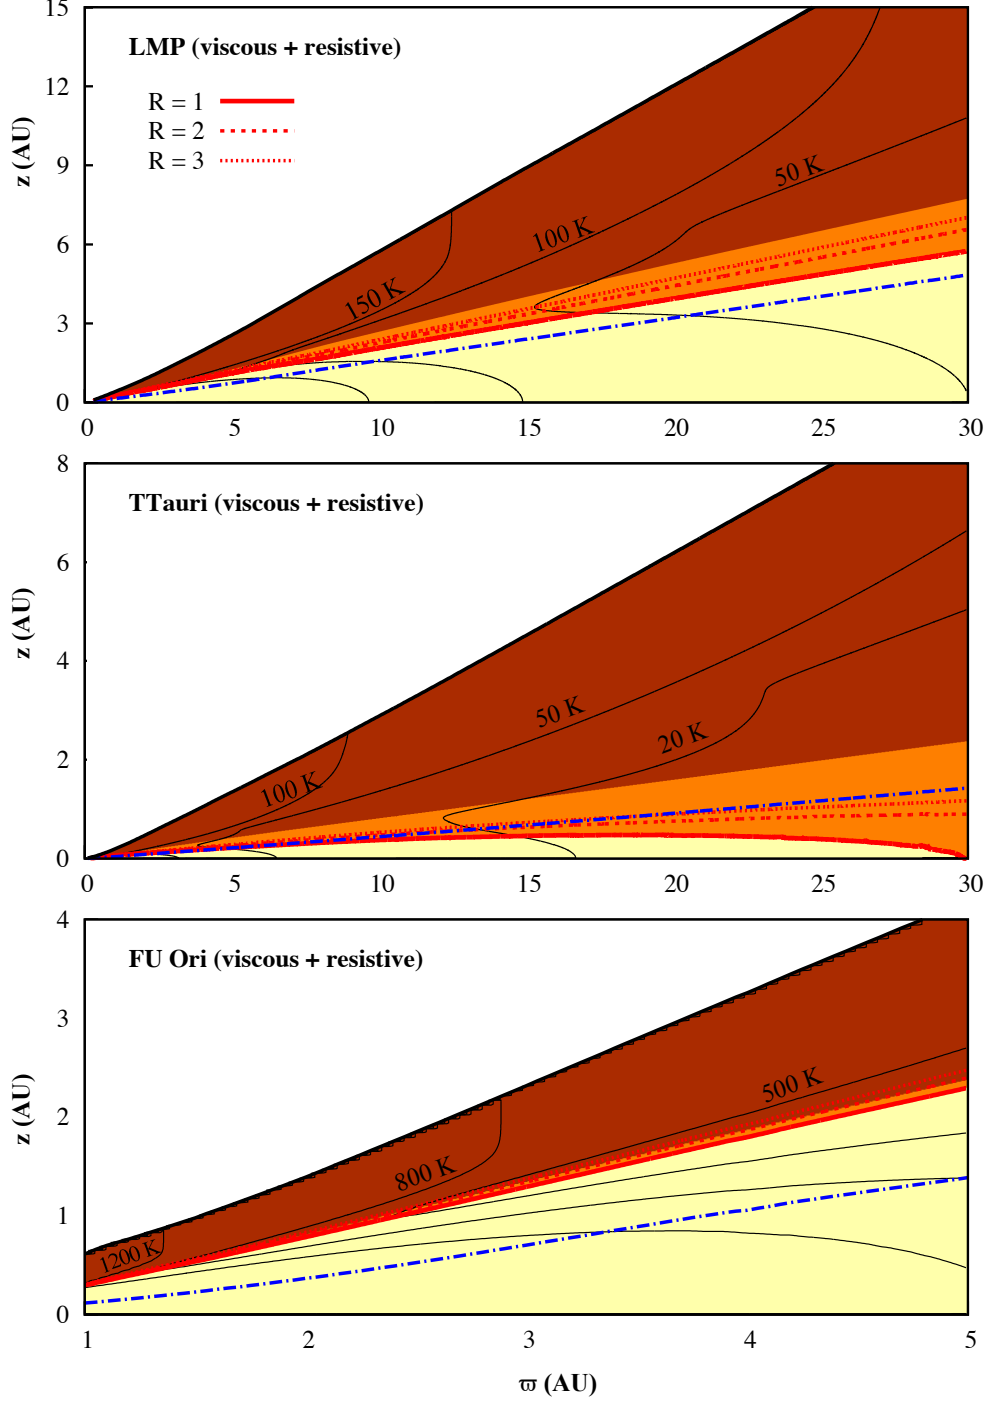 15
12
9
6
3
0
z (AU)
LMP (viscous + resistive)
R = 1
R = 2
R = 3
150 K
100 K
50 K
0 5 10 15 20 25 30
8
6
4
2
0
z (AU)
TTauri (viscous + resistive)
100 K
50 K
20 K
0 5 10 15 20 25 30
4
3
2
1
0
z (AU)
FU Ori (viscous + resistive)
1200 K
800 K
500 K
1 2 3 4 5
ϖ (AU)